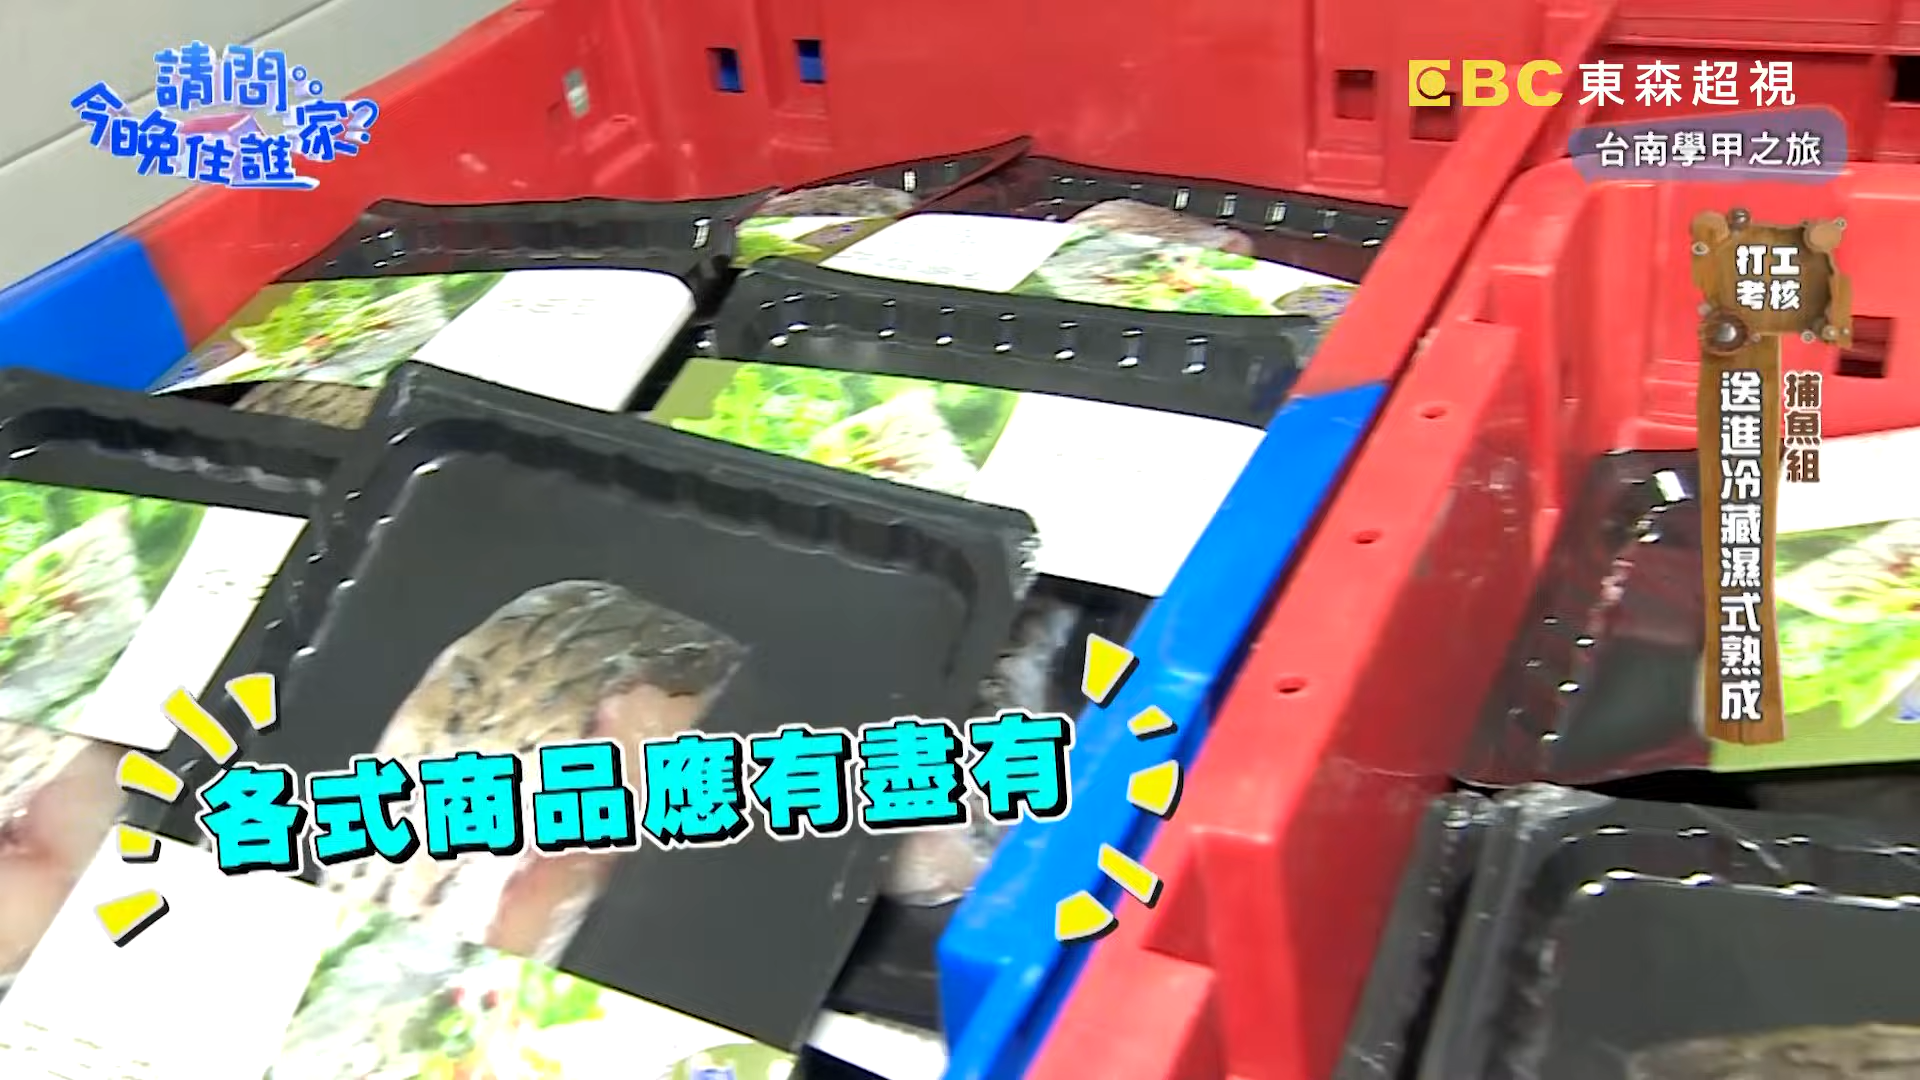 請問
今晚住誰家?
EBC 東森超視
台南學甲之旅
打工
考核
捕魚組
送進冷藏濕式熟成
各式商品應有盡有